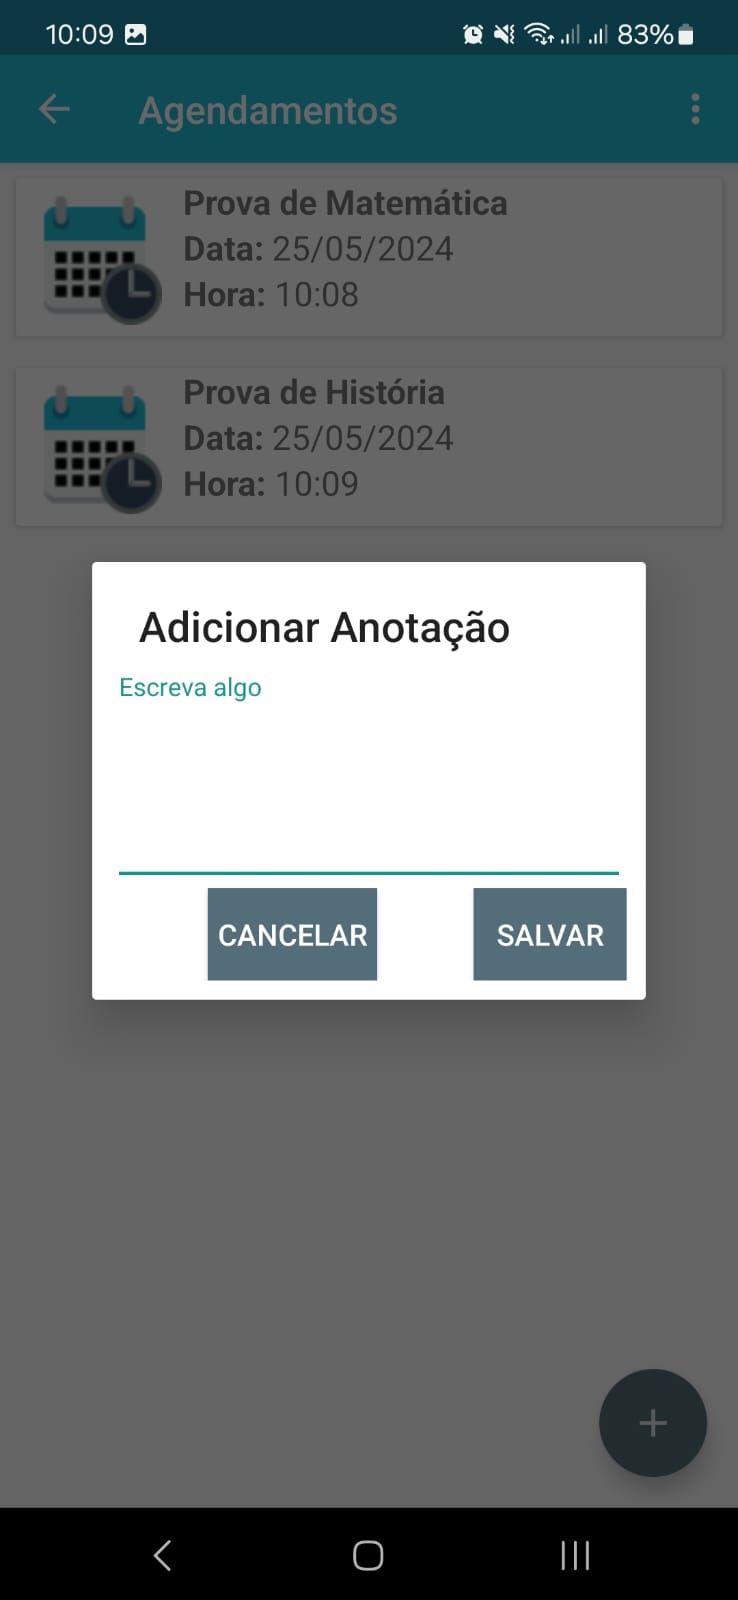 10:09 83%
Agendamentos
Prova de Matemática
Data: 25/05/2024
Hora: 10:08
Prova de História
Data: 25/05/2024
Hora: 10:09
Adicionar Anotação
Escreva algo
CANCELAR SALVAR